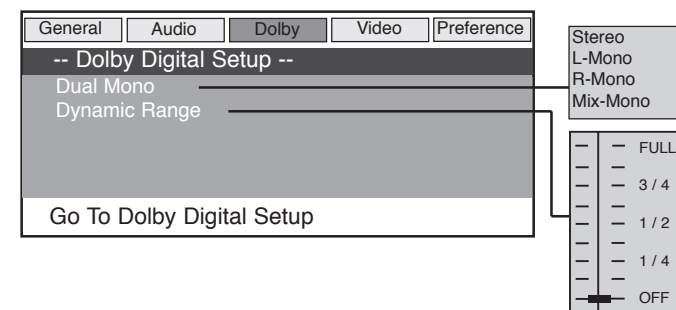 General Audio Dolby Video Preference
-- Dolby Digital Setup --
Dual Mono
Dynamic Range
Go To Dolby Digital Setup
Stereo
L-Mono
R-Mono
Mix-Mono
FULL
3 / 4
1 / 2
1 / 4
OFF